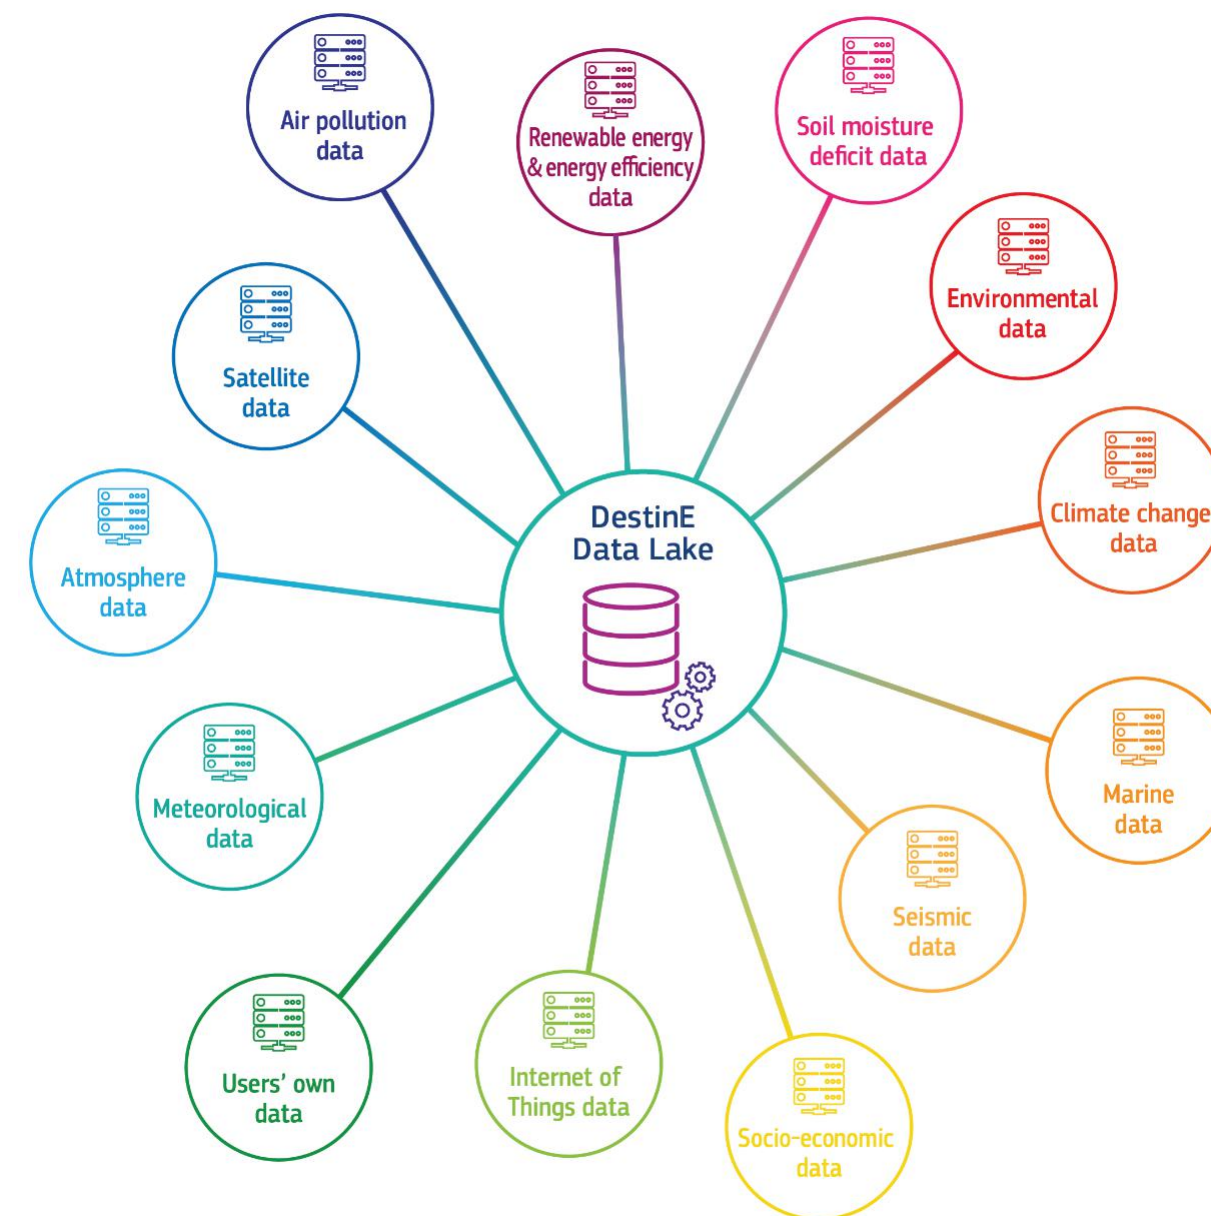 Air pollution
data
Renewable energy
& energy efficiency
data
Soil moisture
deficit data
Environmental
data
Satellite
data
Climate change
data
DestinE
Data Lake
Atmosphere
data
Meteorological
data
Marine
data
Seismic
data
Users’ own
data
Internet of
Things data
Socio-economic
data